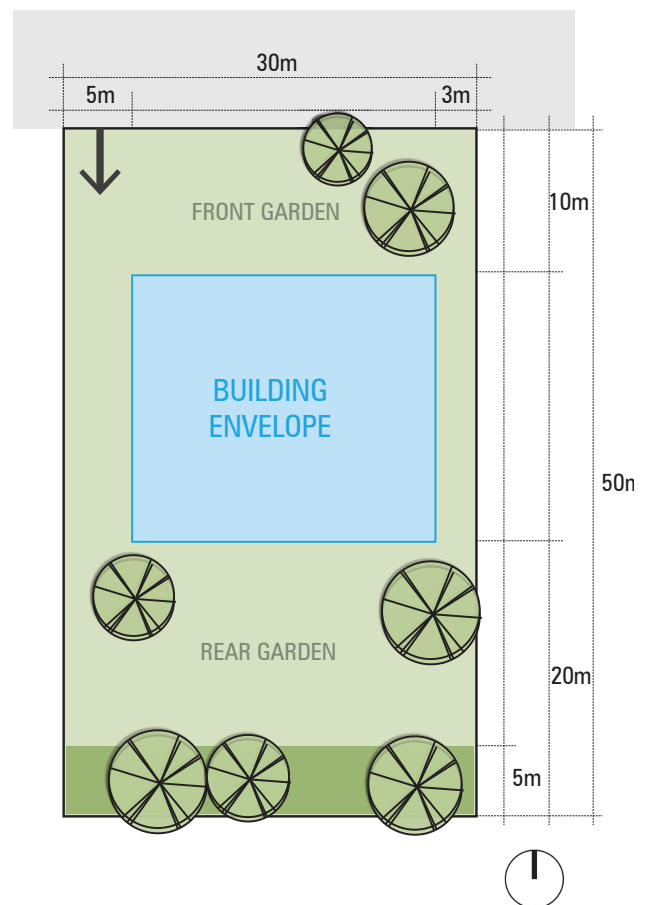 30m
5m
3m
10m
FRONT GARDEN
BUILDING
ENVELOPE
50m
REAR GARDEN
20m
5m